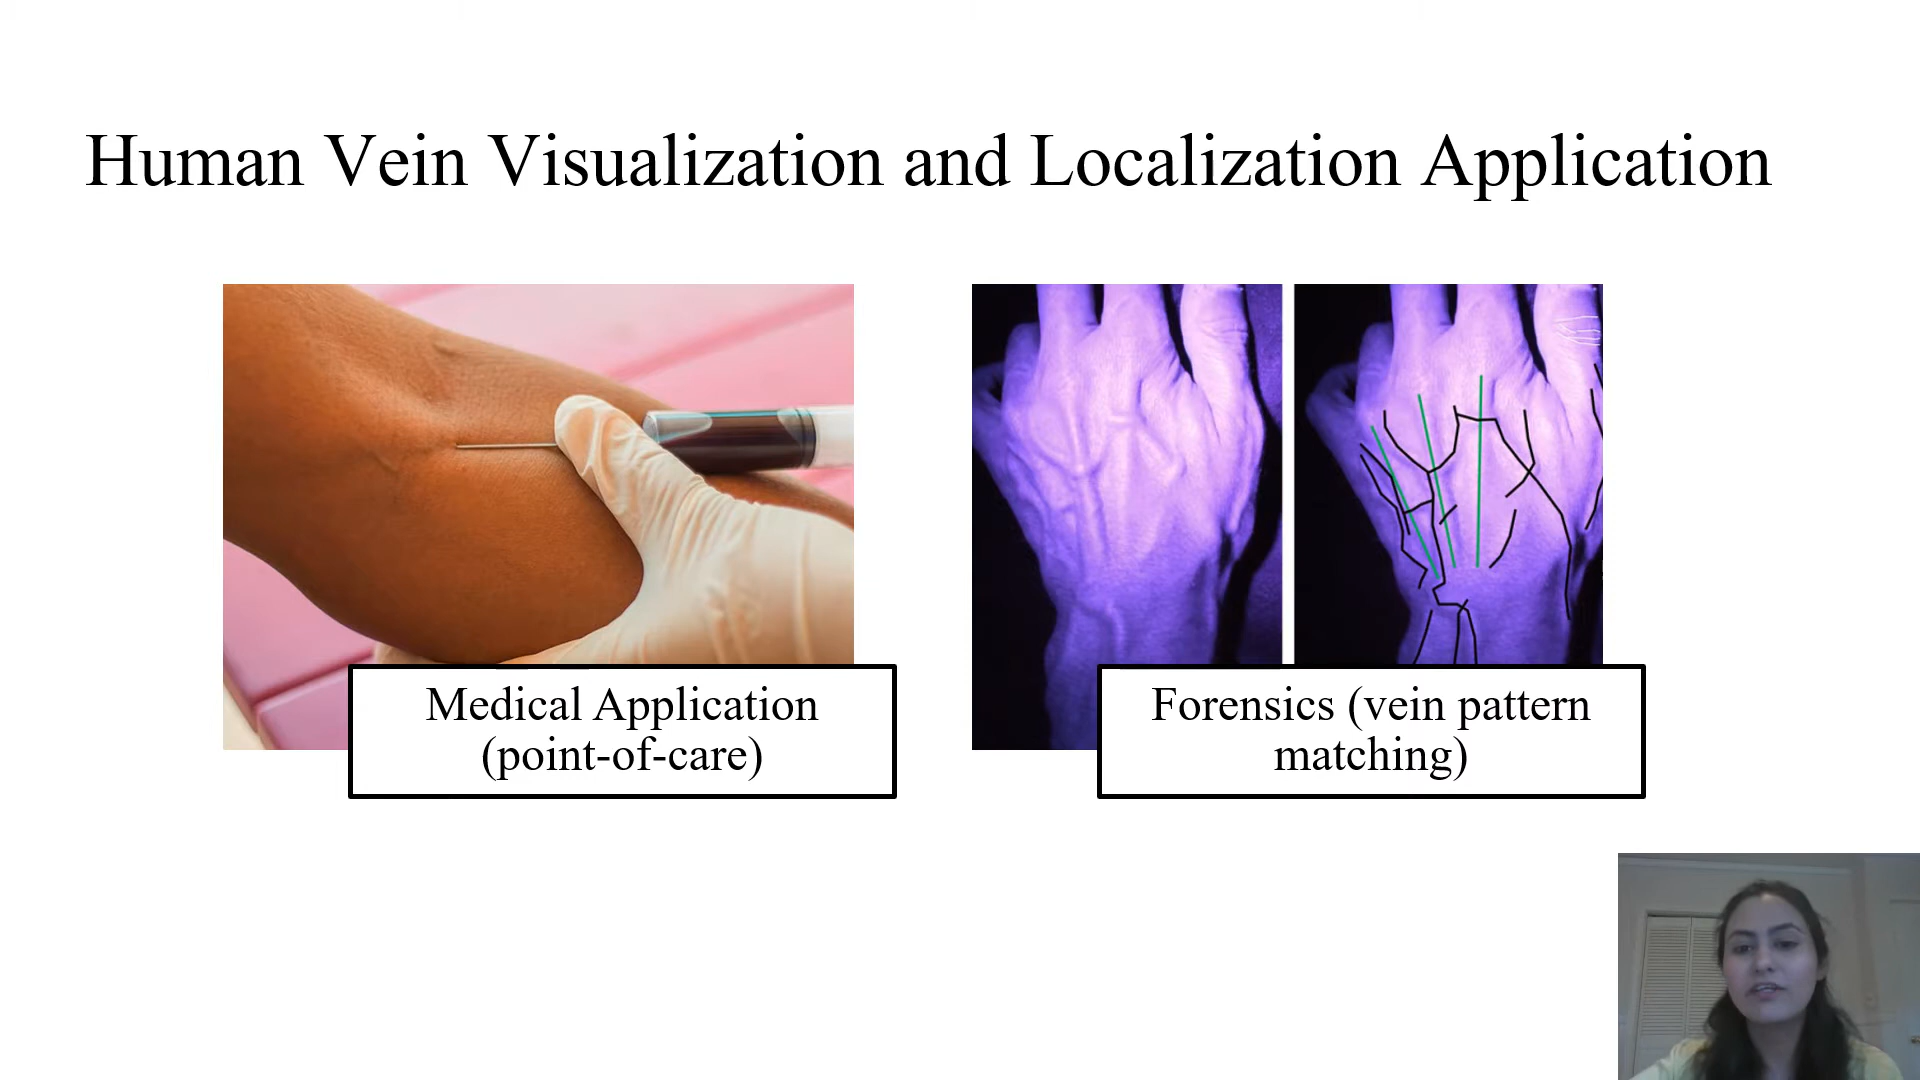 Human Vein Visualization and Localization Application
Medical Application
(point-of-care)
Forensics (vein pattern
matching)